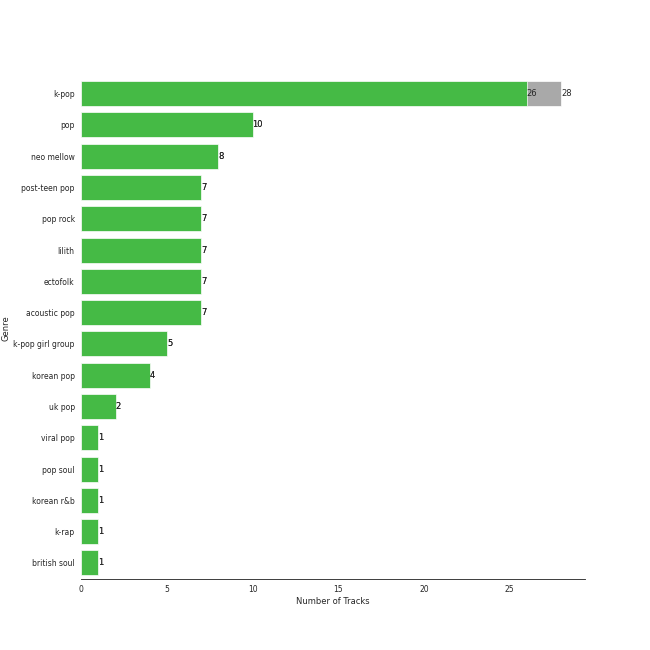 k-pop 26 28
pop 10
neo mellow 8
post-teen pop 7
pop rock 7
lilith 7
ectofolk 7
acoustic pop 7
k-pop girl group 5
korean pop 4
uk pop 2
viral pop 1
pop soul 1
korean r&b 1
k-rap 1
british soul 1
Genre
0 5 10 15 20 25
Number of Tracks